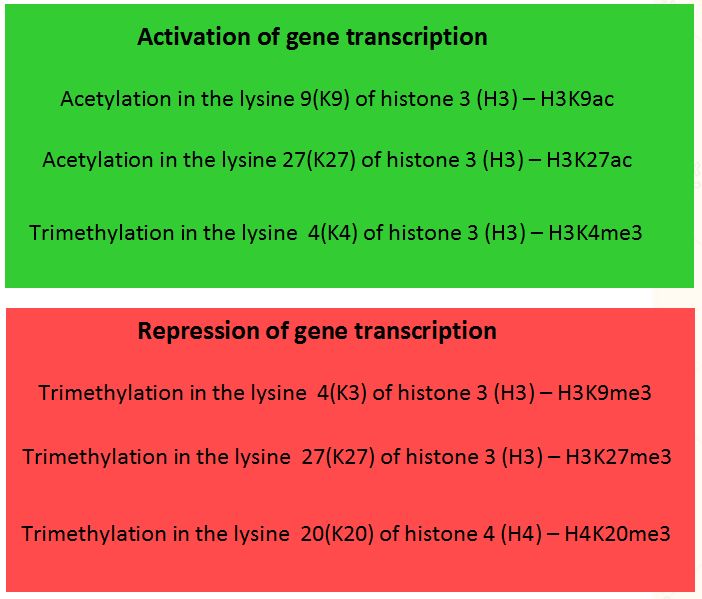 Activation of gene transcription
Acetylation in the lysine 9(K9) of histone 3 (H3) – H3K9ac
Acetylation in the lysine 27(K27) of histone 3 (H3) – H3K27ac
Trimethylation in the lysine  4(K4) of histone 3 (H3) – H3K4me3
Repression of gene transcription
Trimethylation in the lysine  4(K3) of histone 3 (H3) – H3K9me3
Trimethylation in the lysine  27(K27) of histone 3 (H3) – H3K27me3
Trimethylation in the lysine  20(K20) of histone 4 (H4) – H4K20me3